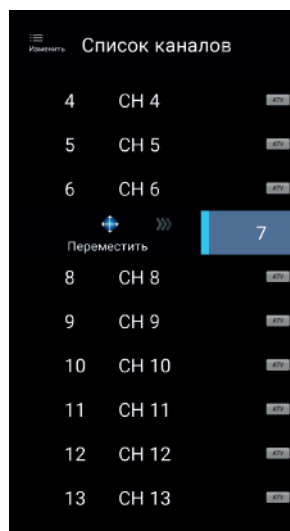 Изменить Список каналов
4 CH 4 ATV
5 CH 5 ATV
6 CH 6 ATV
Переместить 7
8 CH 8 ATV
9 CH 9 ATV
10 CH 10 ATV
11 CH 11 ATV
12 CH 12 ATV
13 CH 13 ATV